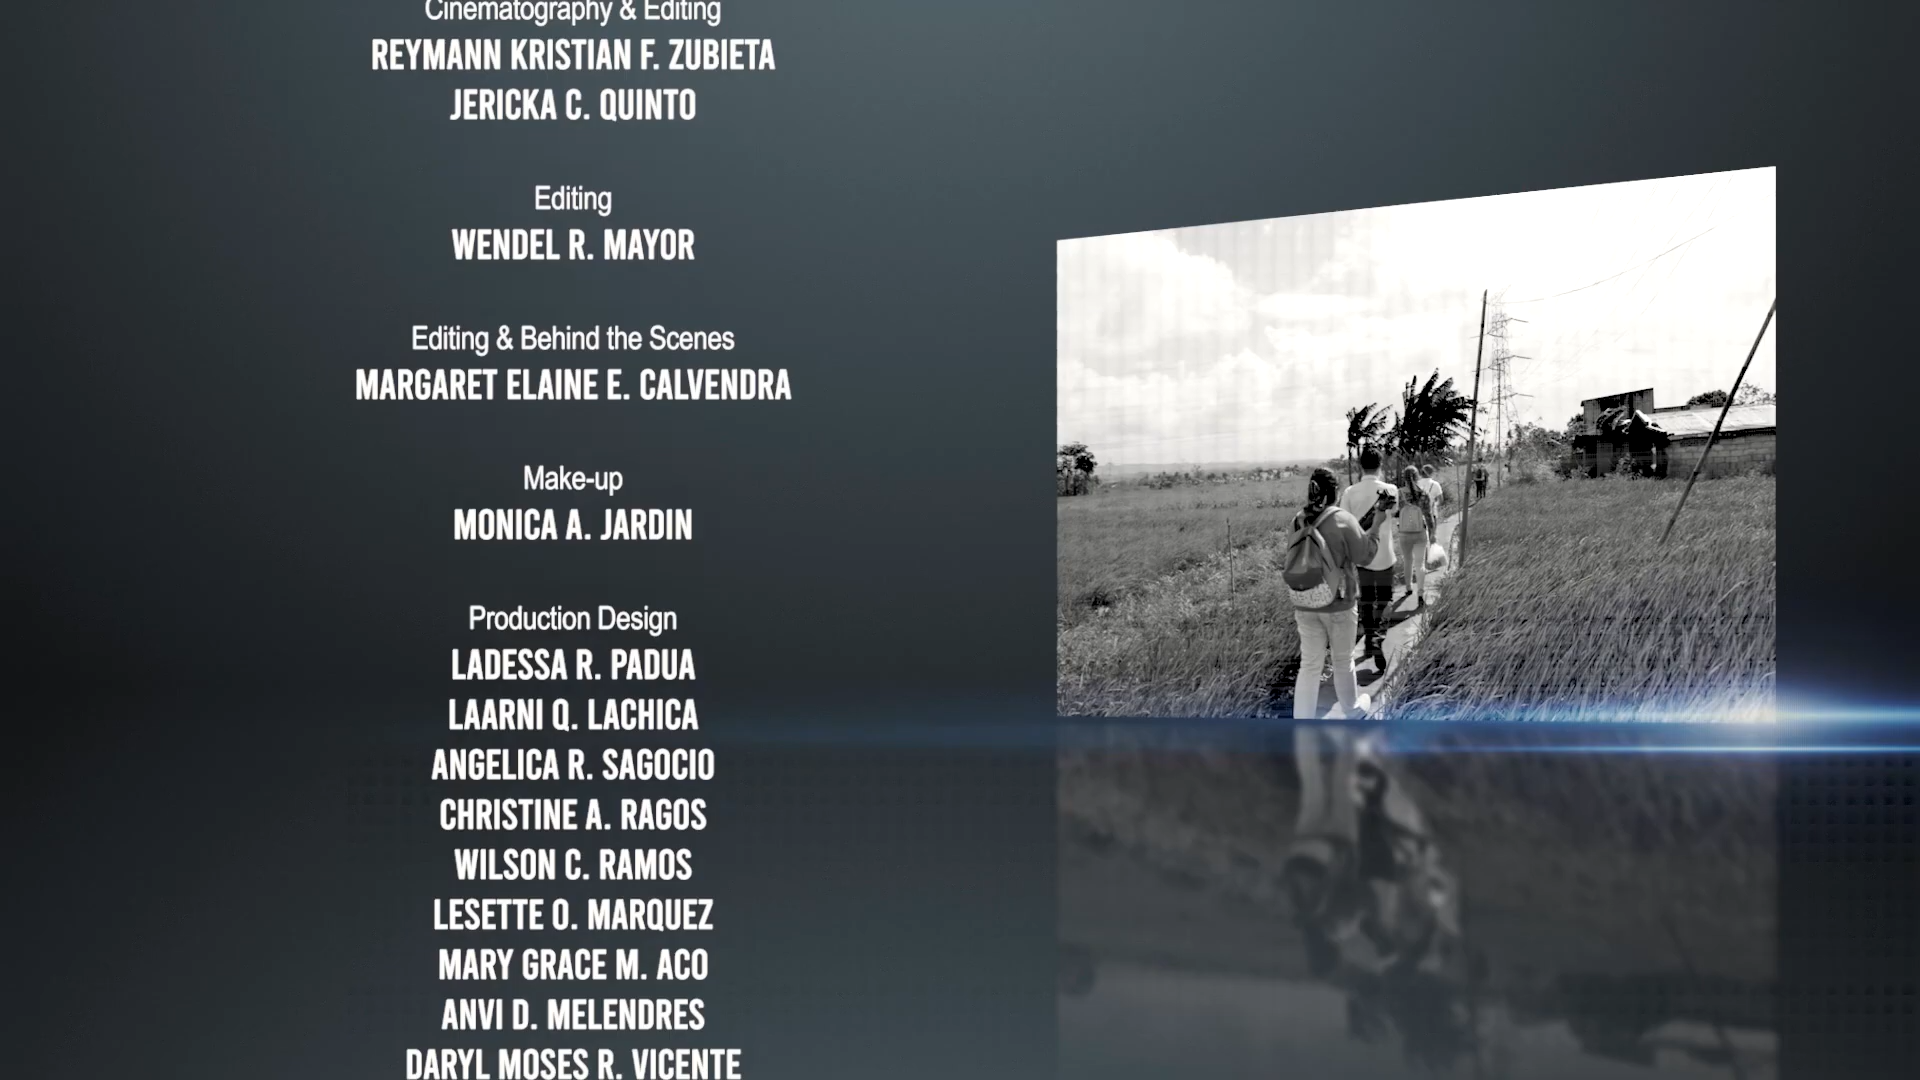 Cinematography & Editing
REYMANN KRISTIAN F. ZUBIETA
JERICKA C. QUINTO
Editing
WENDEL R. MAYOR
Editing & Behind the Scenes
MARGARET ELAINE E. CALVENDRA
Make-up
MONICA A. JARDIN
Production Design
LADESSA R. PADUA
LAARNI Q. LACHICA
ANGELICA R. SAGOCIO
CHRISTINE A. RAGOS
WILSON C. RAMOS
LESETTE O. MARQUEZ
MARY GRACE M. ACO
ANVI D. MELENDRES
DARYL MOSES R. VICENTE